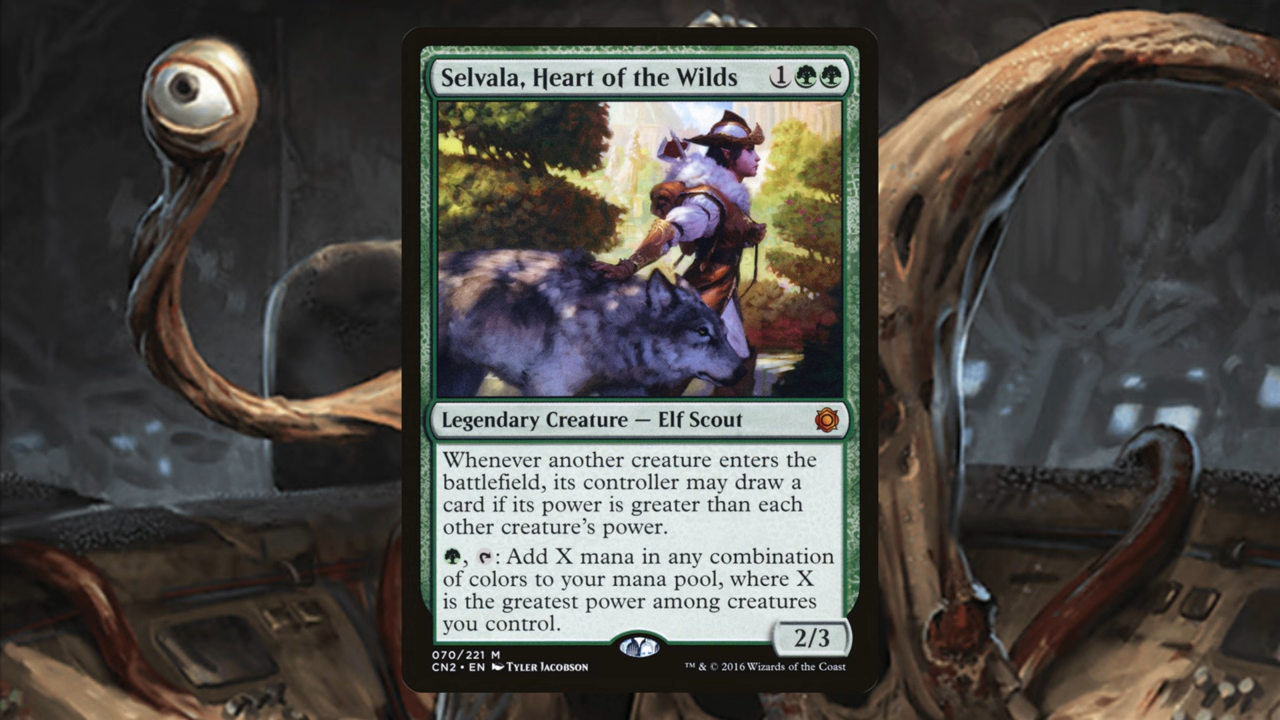 Selvala, Heart of the Wilds 1
Legendary Creature — Elf Scout
Whenever another creature enters the
battlefield, its controller may draw a
card if its power is greater than each
other creature's power.
, : Add X mana in any combination
of colors to your mana pool, where X
is the greatest power among creatures
you control.
2/3
070/221 M
CN2 • EN Tyler Jacobson
™ & © 2016 Wizards of the Coast